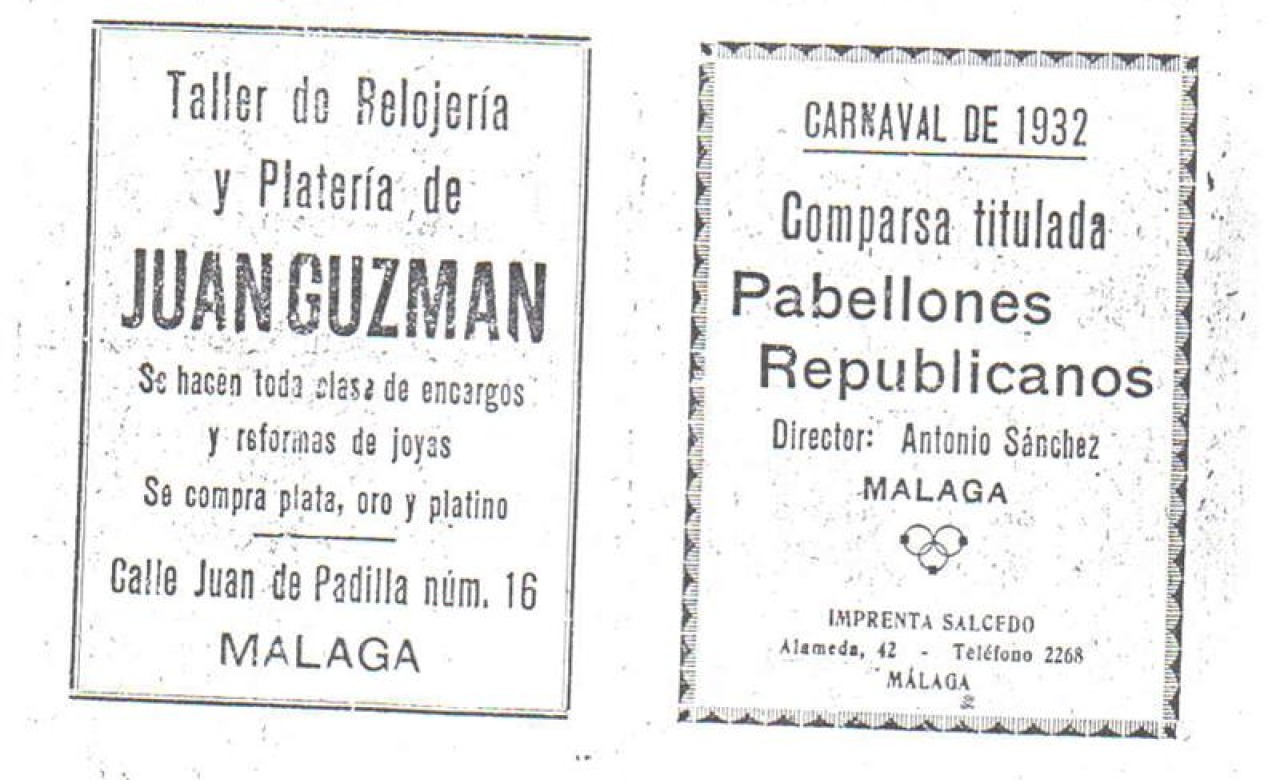 Taller de Relojería
y Platería de
JUAN GUZMAN
Se hacen toda clase de encargos
y reformas de joyas
Se compra plata, oro y platino
Calle Juan de Padilla núm. 16
MALAGA
CARNAVAL DE 1932
Comparsa titulada
Pabellones
Republicanos
Director: Antonio Sánchez
MALAGA
IMPRENTA SALCEDO
Alameda, 42 - Teléfono 2268
MÁLAGA